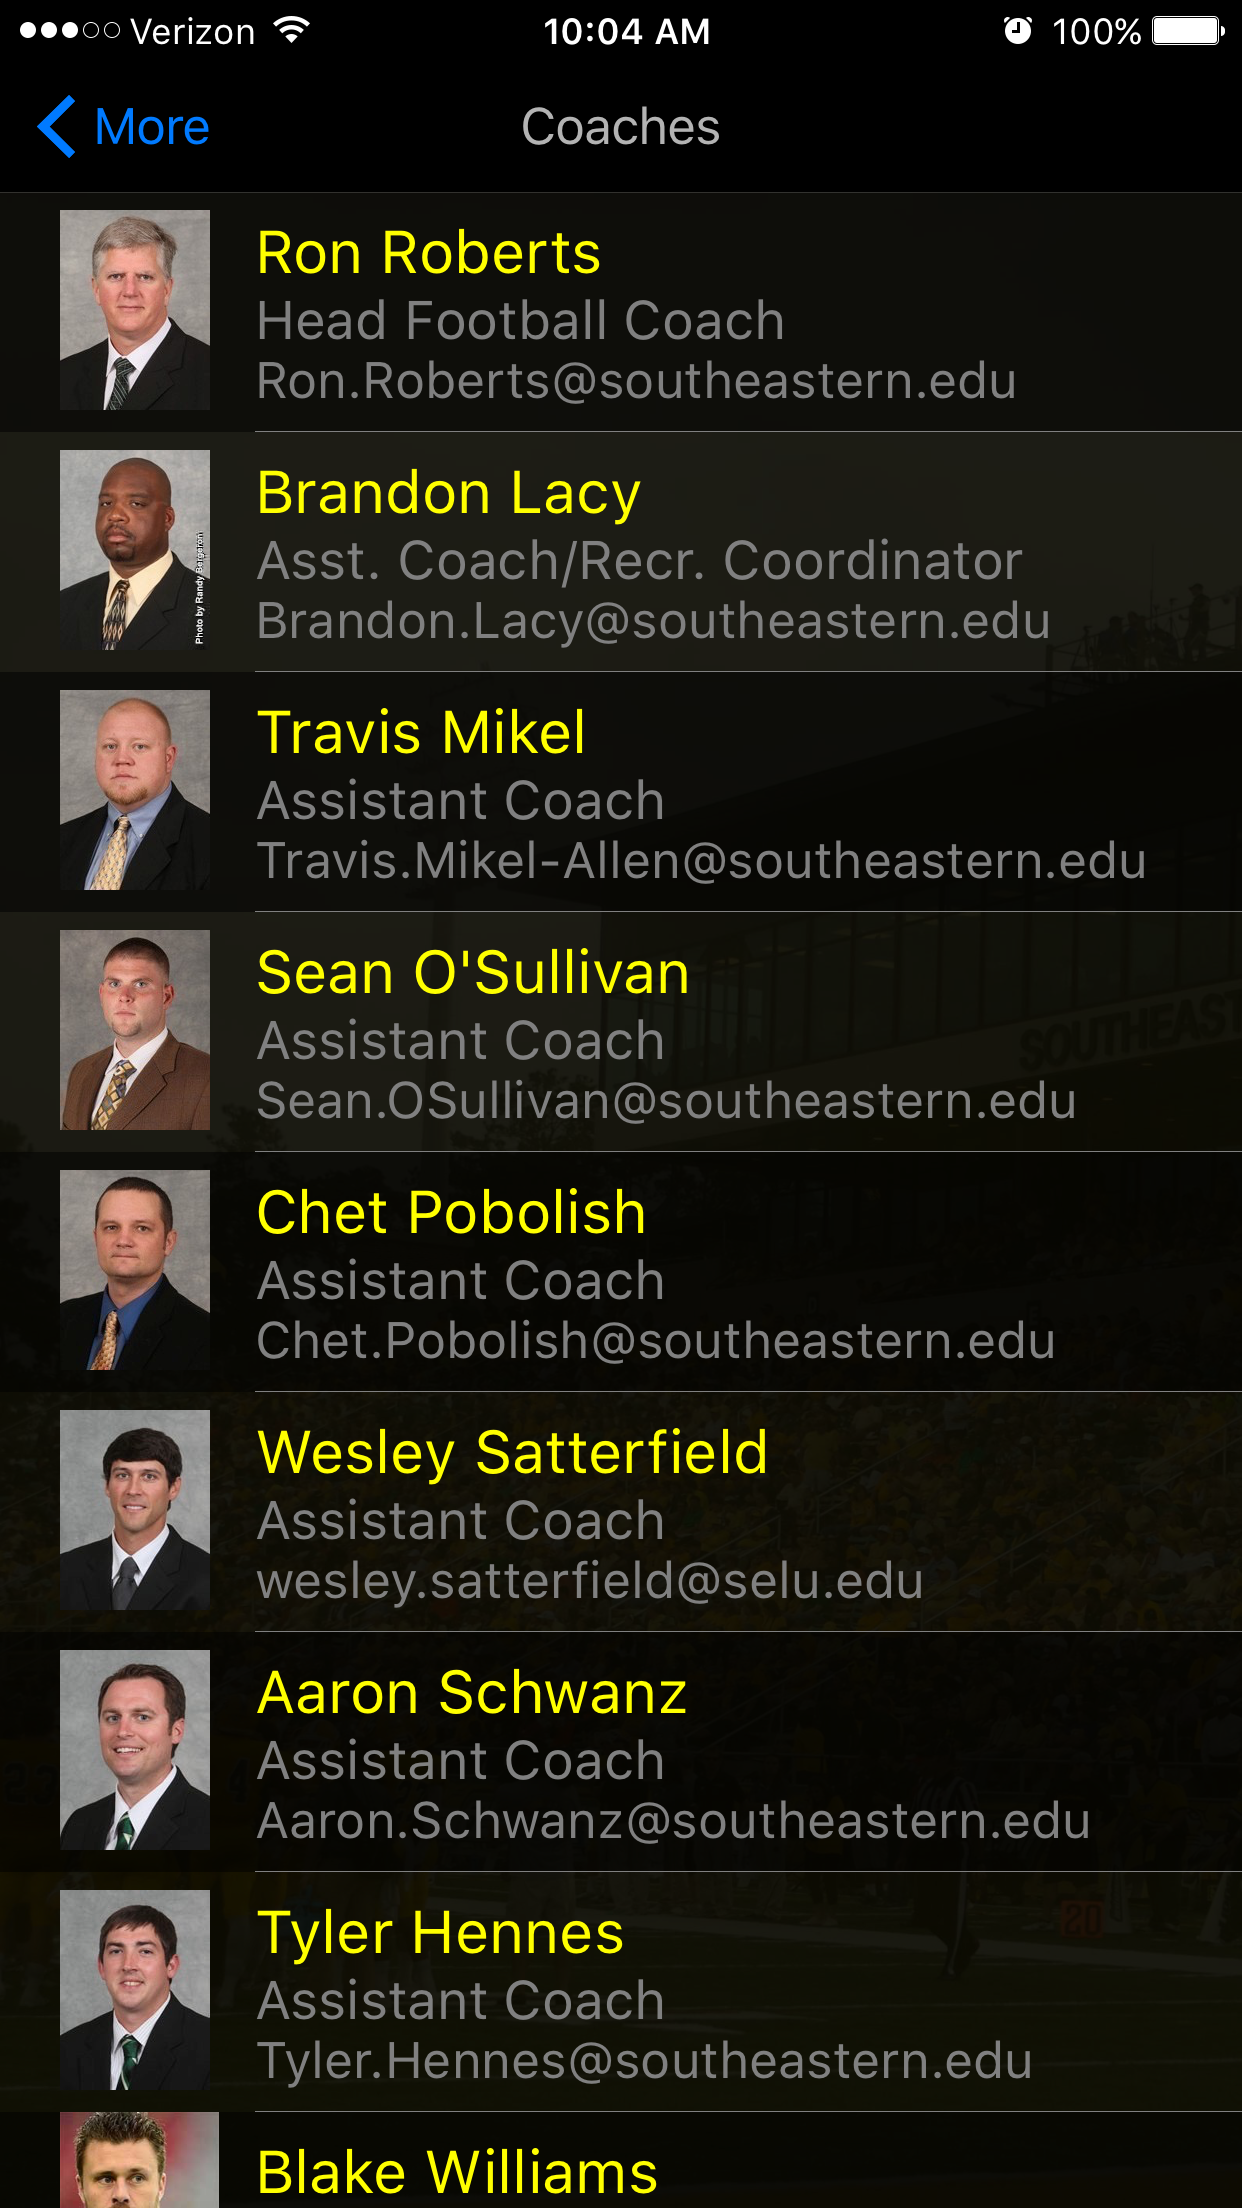 Verizon 10:04 AM 100%
More Coaches
Ron Roberts
Head Football Coach
Ron.Roberts@southeastern.edu
Brandon Lacy
Asst. Coach/Recr. Coordinator
Brandon.Lacy@southeastern.edu
Photo by Randy Bergeron
Travis Mikel
Assistant Coach
Travis.Mikel-Allen@southeastern.edu
Sean O'Sullivan
Assistant Coach
Sean.OSullivan@southeastern.edu
SOUTHEAST
Chet Pobolish
Assistant Coach
Chet.Pobolish@southeastern.edu
Wesley Satterfield
Assistant Coach
wesley.satterfield@selu.edu
Aaron Schwanz
Assistant Coach
Aaron.Schwanz@southeastern.edu
Tyler Hennes
Assistant Coach
Tyler.Hennes@southeastern.edu
20
Blake Williams